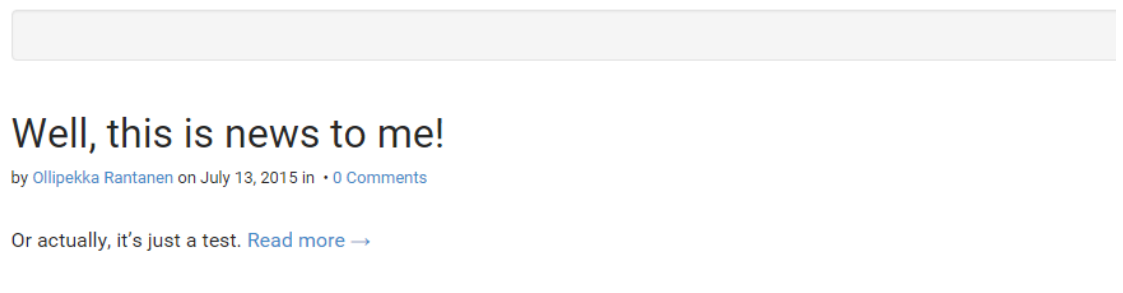 Well, this is news to me!
by Ollipekka Rantanen on July 13, 2015 in • 0 Comments
Or actually, it’s just a test. Read more →